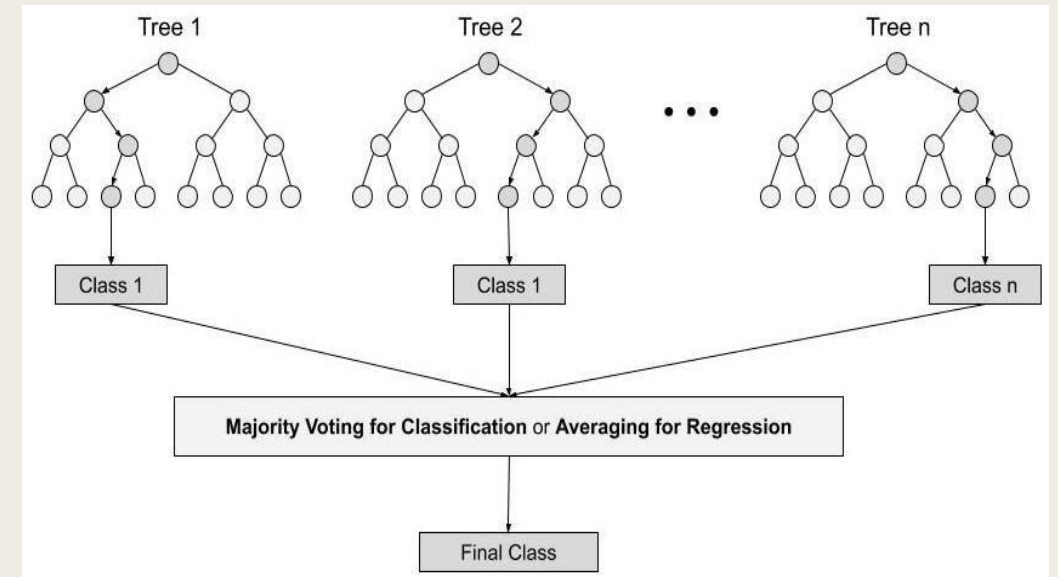 Tree 1
Tree 2
Tree n
Class 1
Class 1
Class n
Majority Voting for Classification or Averaging for Regression
Final Class